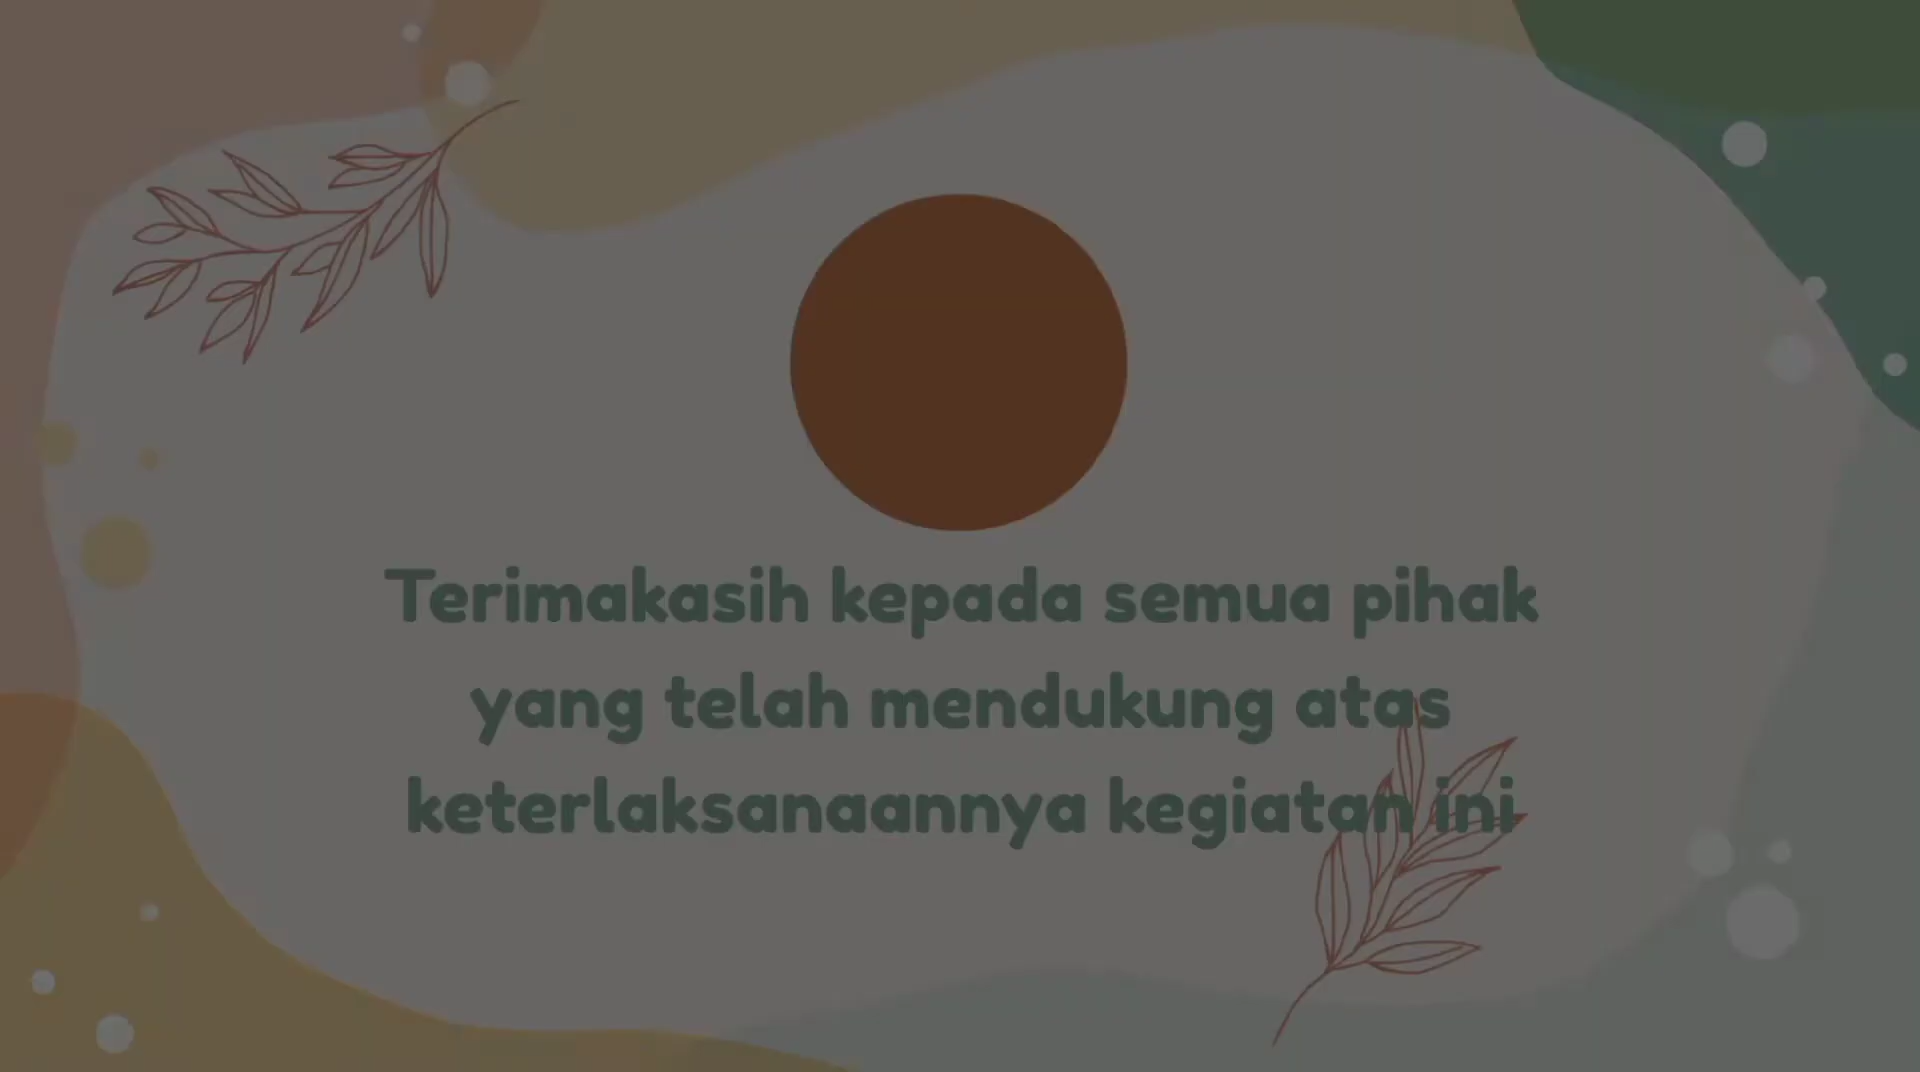 Terimakasih kepada semua pihak
yang telah mendukung atas
keterlaksanaannya kegiatan ini